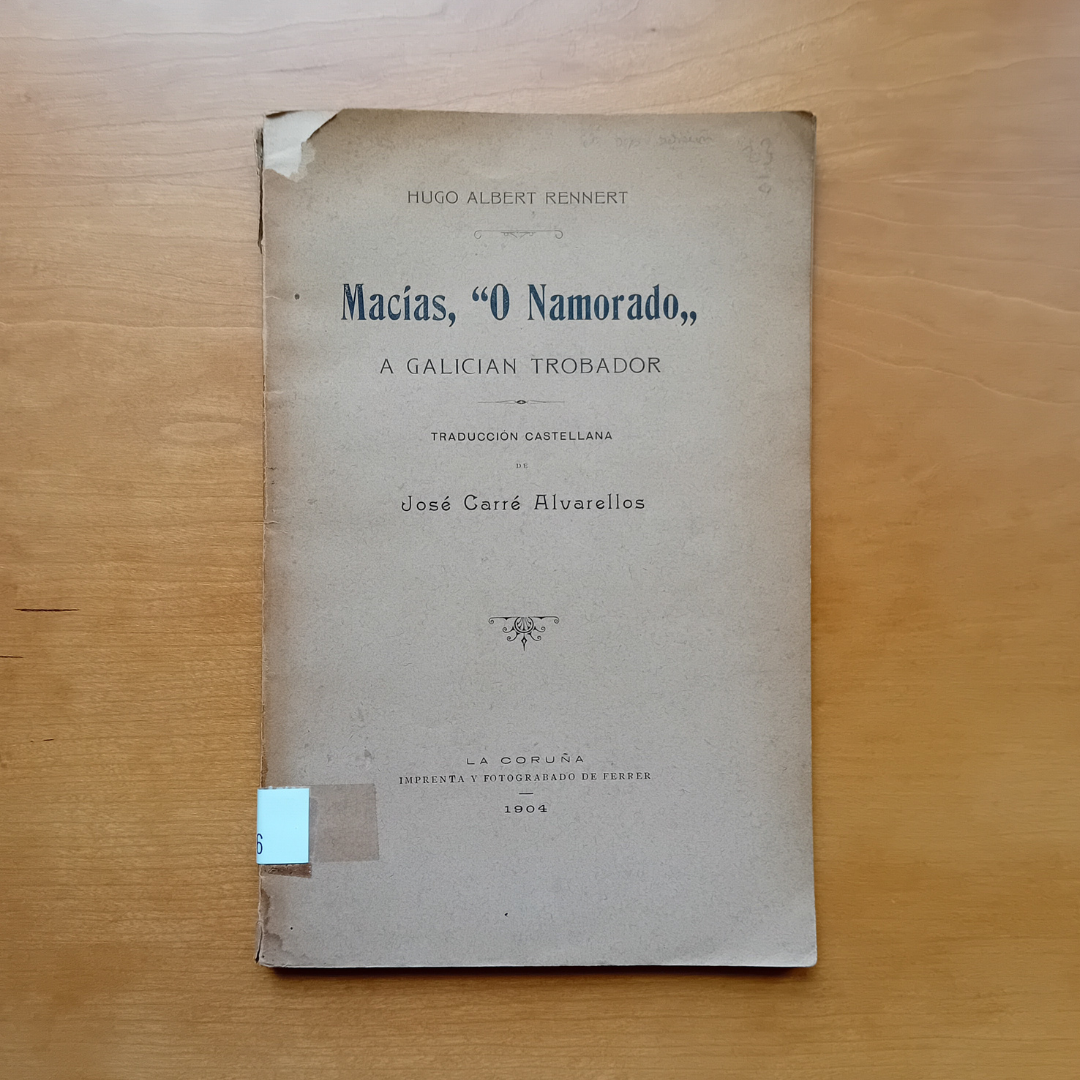 HUGO ALBERT RENNERT
Macías, “O Namorado„
A GALICIAN TROBADOR
TRADUCCIÓN CASTELLANA
DE
José Carré Alvarellos
LA CORUÑA
IMPRENTA Y FOTOGRABADO DE FERRER
1904
6